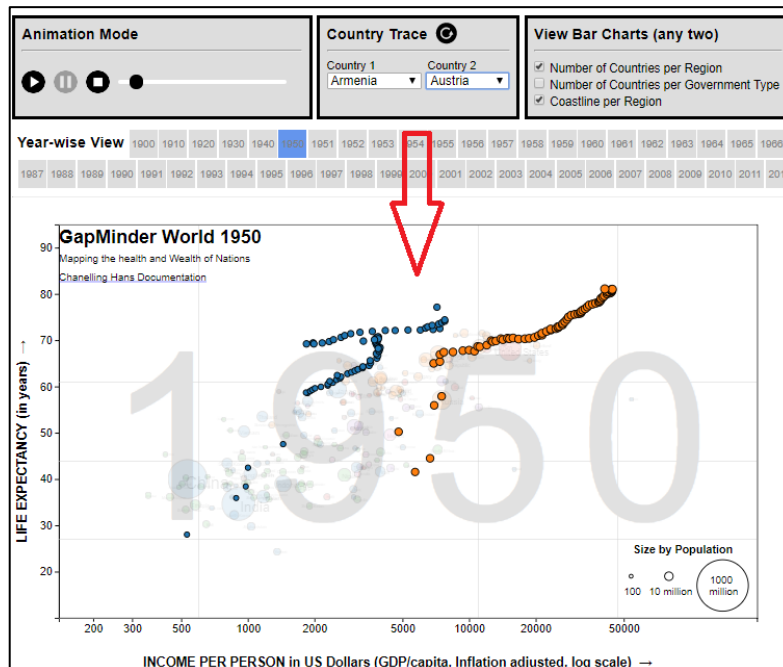 Animation Mode
Country Trace
Country 1 Country 2
Armenia Austria
View Bar Charts (any two)
Number of Countries per Region
Number of Countries per Government Type
Coastline per Region
Year-wise View 1900 1910 1920 1930 1940 1950 1951 1952 1953 1954 1955 1956 1957 1958 1959 1960 1961 1966
1987 1988 1989 1990 1991 1992 1993 1994 1995 1996 1997 1998 1999 2000 2001 2002 2003 2004 2005 2006 2007 2008 2009 2010 2011
GapMinder World 1950
Mapping the health and Wealth of Nations
Chanelling Hans Documentation
1950
India
LIFE EXPECTANCY (in years) →
90
80
70
60
50
40
30
20
Size by Population
100 10 million 1000 million
200 300 500 1000 2000 5000 10000 20000 50000
INCOME PER PERSON in US Dollars (GDP/capita, Inflation adjusted, log scale) →